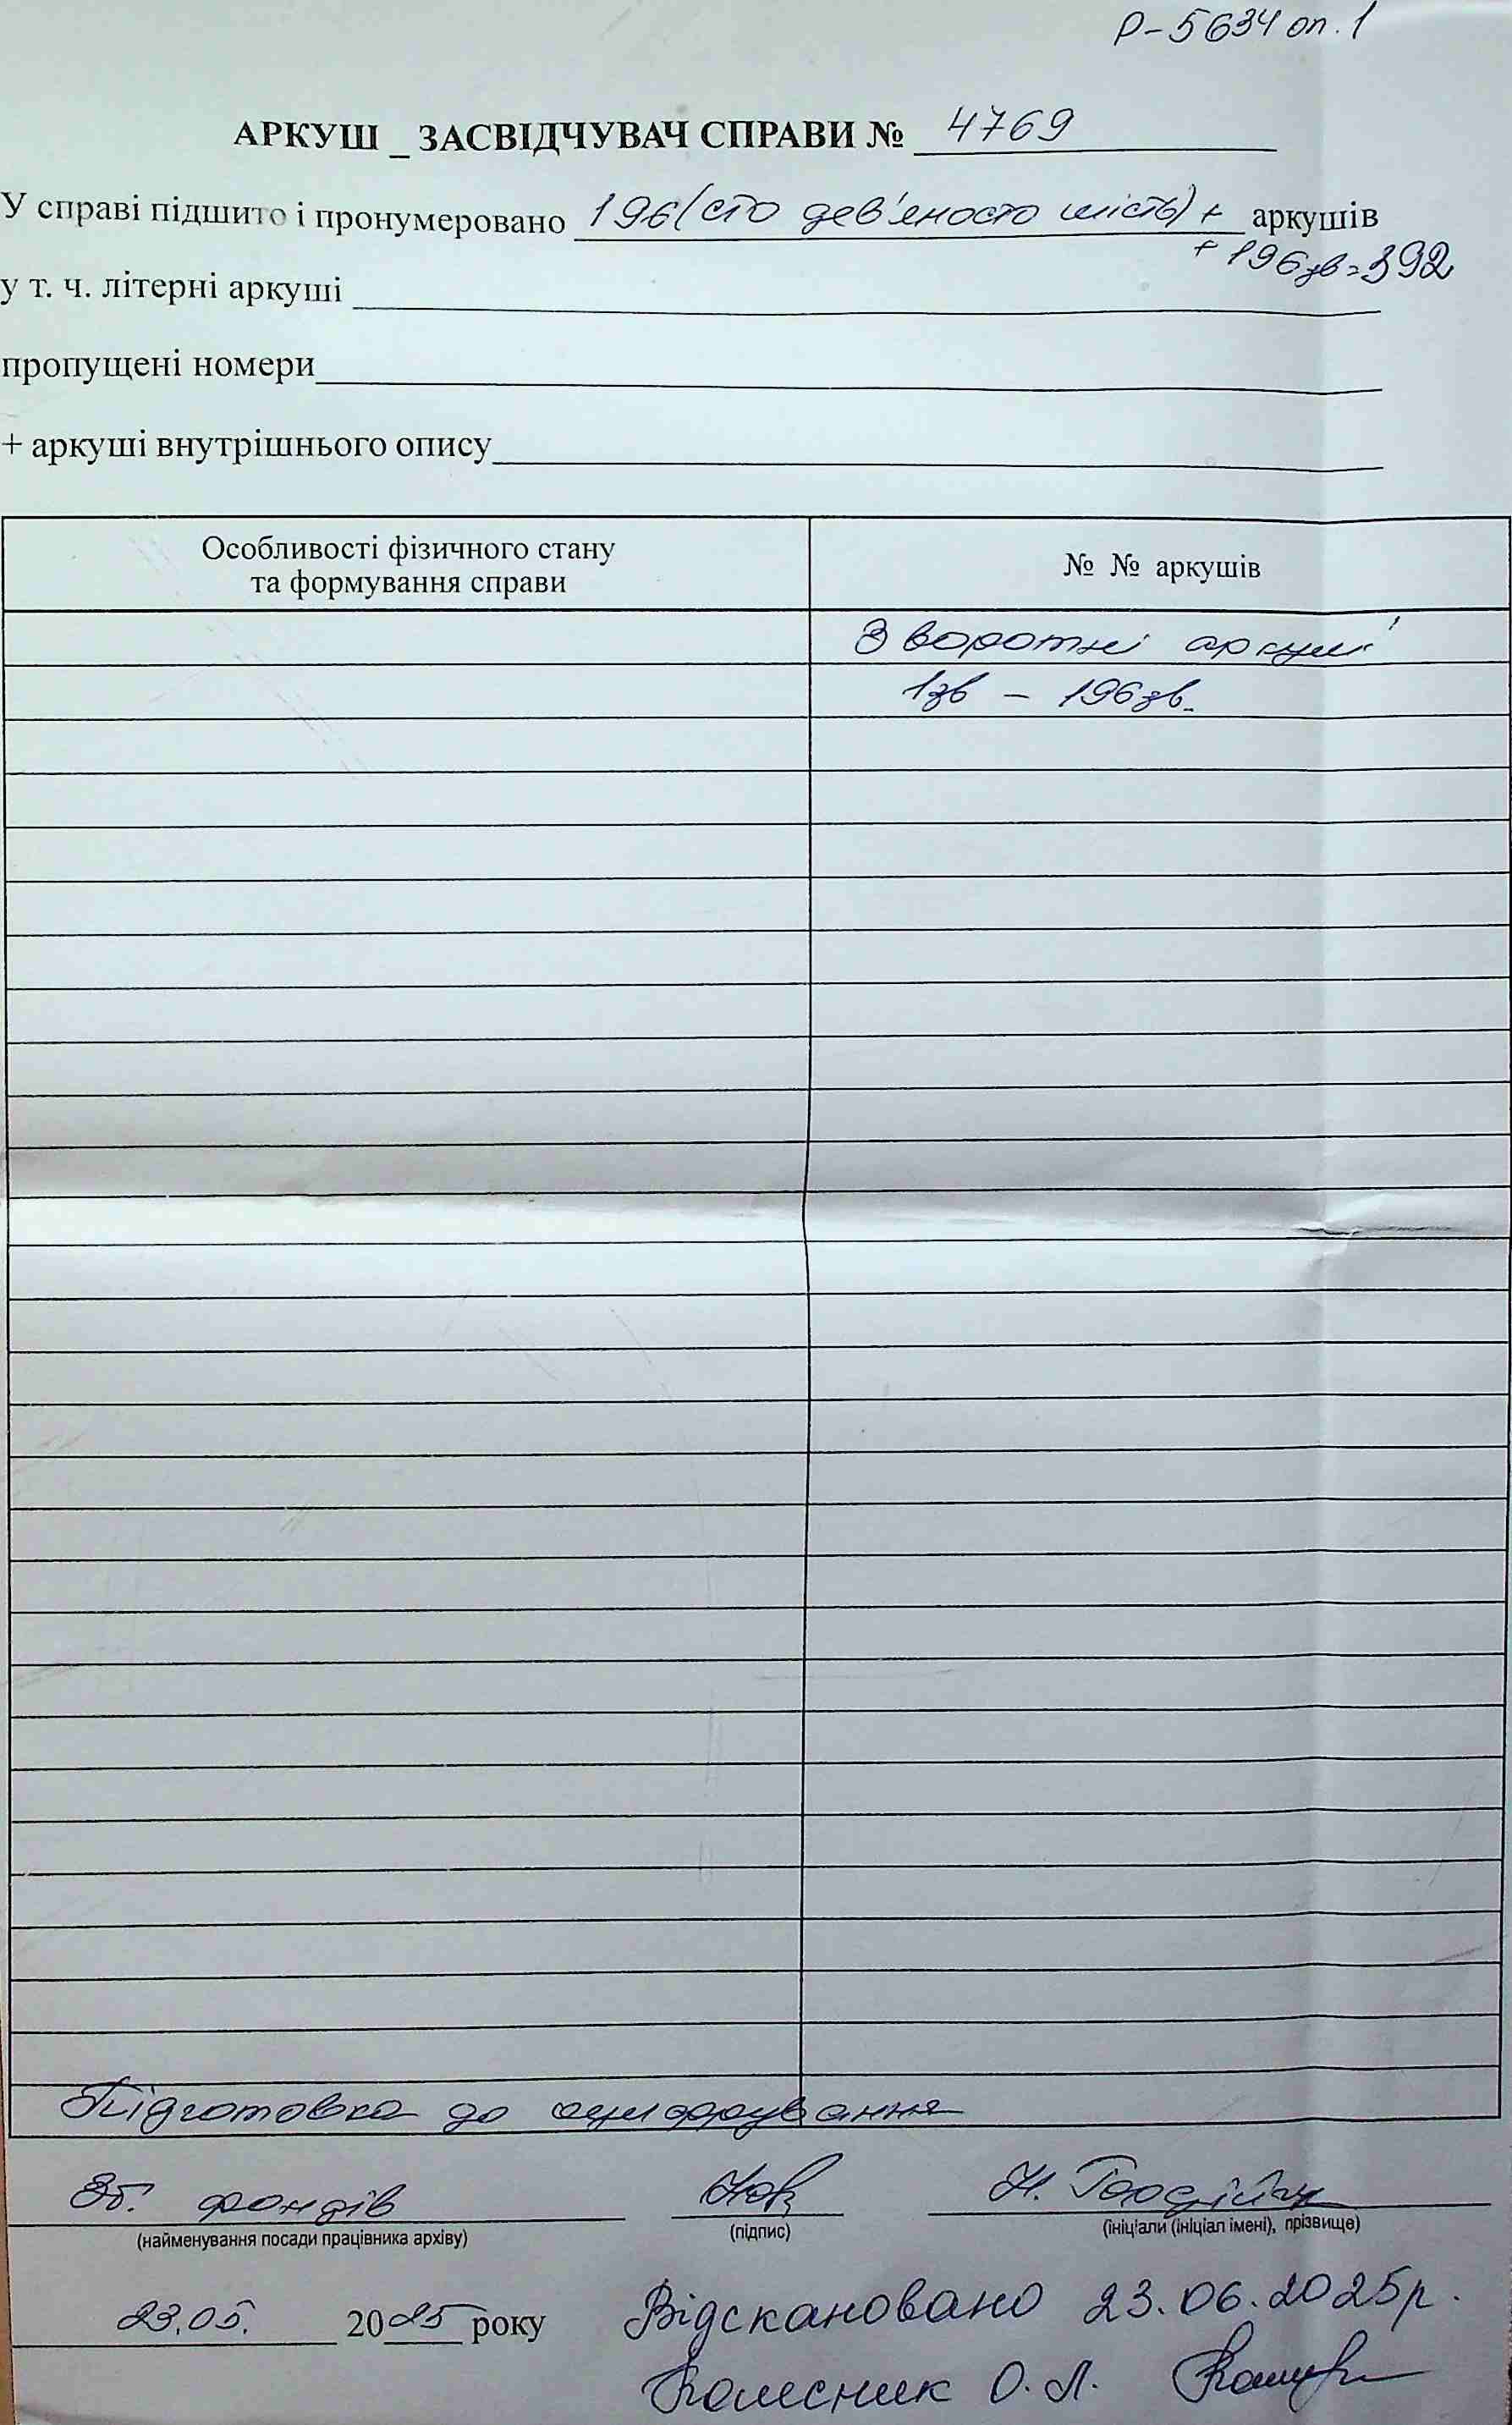 Р-5634 оп. 1
АРКУШ _ ЗАСВІДЧУВАЧ СПРАВИ № 4769
У справі підшито і пронумеровано 196 (сто дев'яносто шість) + аркушів
+ 196зв = 392
у т. ч. літерні аркуші
пропущені номери
+ аркуші внутрішнього опису
Особливості фізичного стану
та формування справи
№ № аркушів
Зворотні аркуші
1зв – 196зв.
Підготовка до оцифрування
Зб. фондів Н.
(найменування посади працівника архіву) (підпис) (ініціали (ініціал імені), прізвище)
23.05. 2025 року
Відскановано 23.06.2025р.
Колесник О. Л.